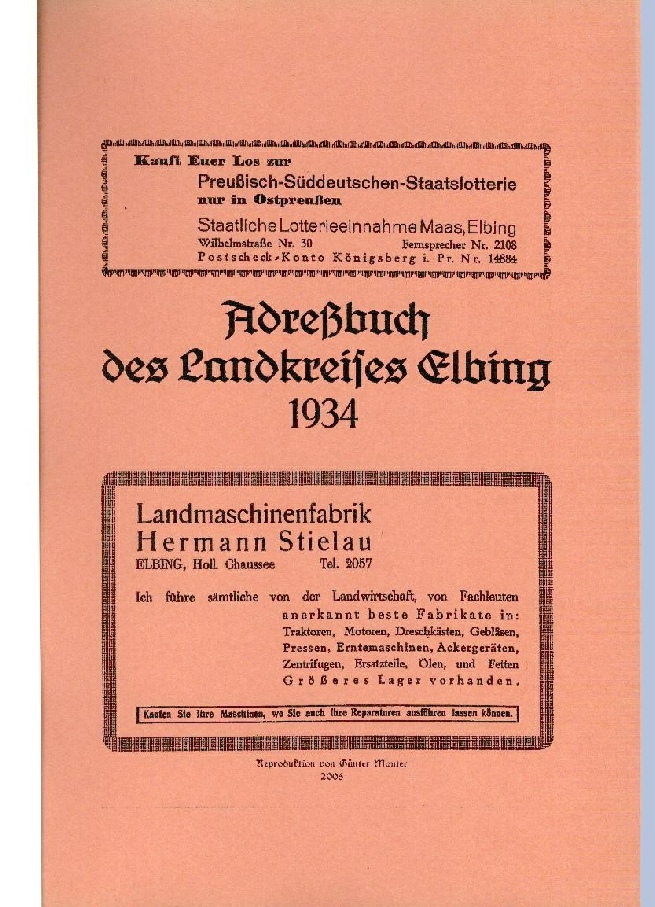 Kauft Euer Los zur
Preußisch-Süddeutschen-Staatslotterie
nur in Ostpreußen
Staatliche Lotterieeinnahme Maas, Elbing
Wilhelmstraße Nr. 30 Fernsprecher Nr. 2108
Postscheck-Konto Königsberg i. Pr. Nr. 14684
Adreßbuch
des Landkreises Elbing
1934
Landmaschinenfabrik
Hermann Stielau
ELBING, Holl. Chaussee Tel. 2057
Ich führe sämtliche von der Landwirtschaft, von Fachleuten
anerkannt beste Fabrikate in:
Traktoren, Motoren, Dreschkästen, Gebläsen,
Pressen, Erntemaschinen, Ackergeräten,
Zentrifugen, Ersatzteile, Ölen, und Fetten
Größeres Lager vorhanden.
Kaufen Sie Ihre Maschinen, wo Sie auch Ihre Reparaturen ausführen lassen können.
Reproduktion von Günter Munter